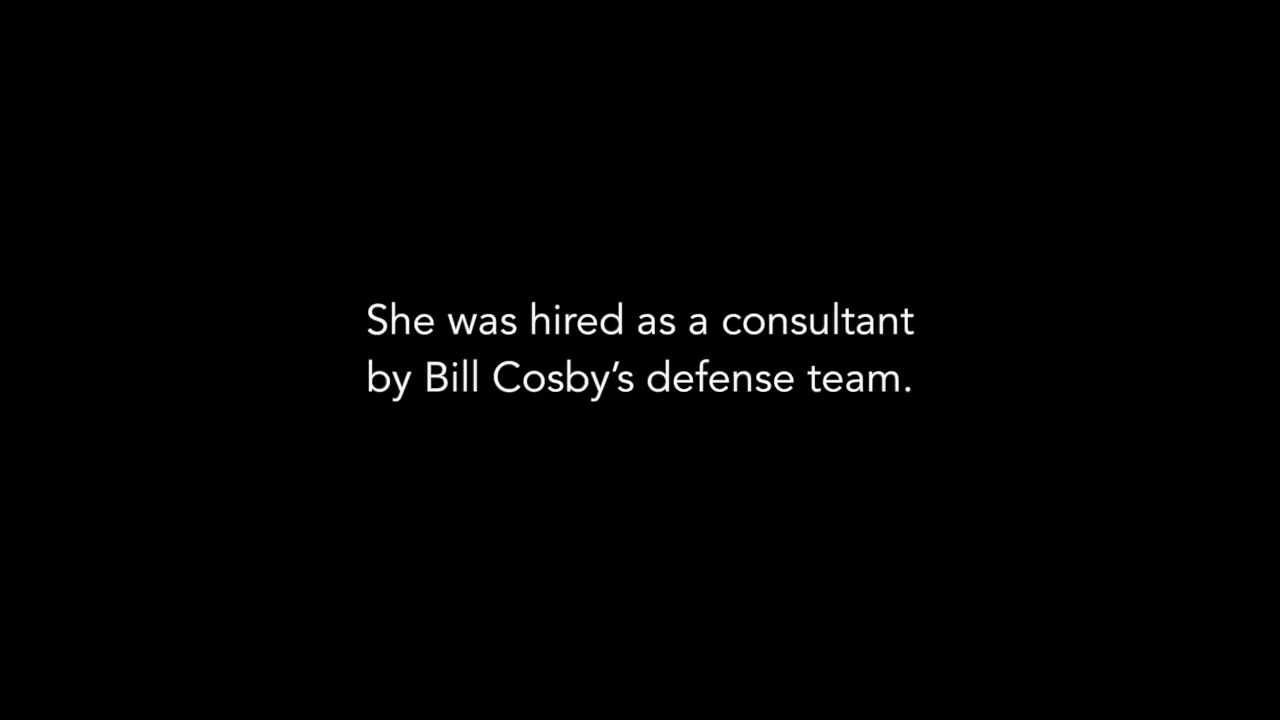 She was hired as a consultant
by Bill Cosby’s defense team.